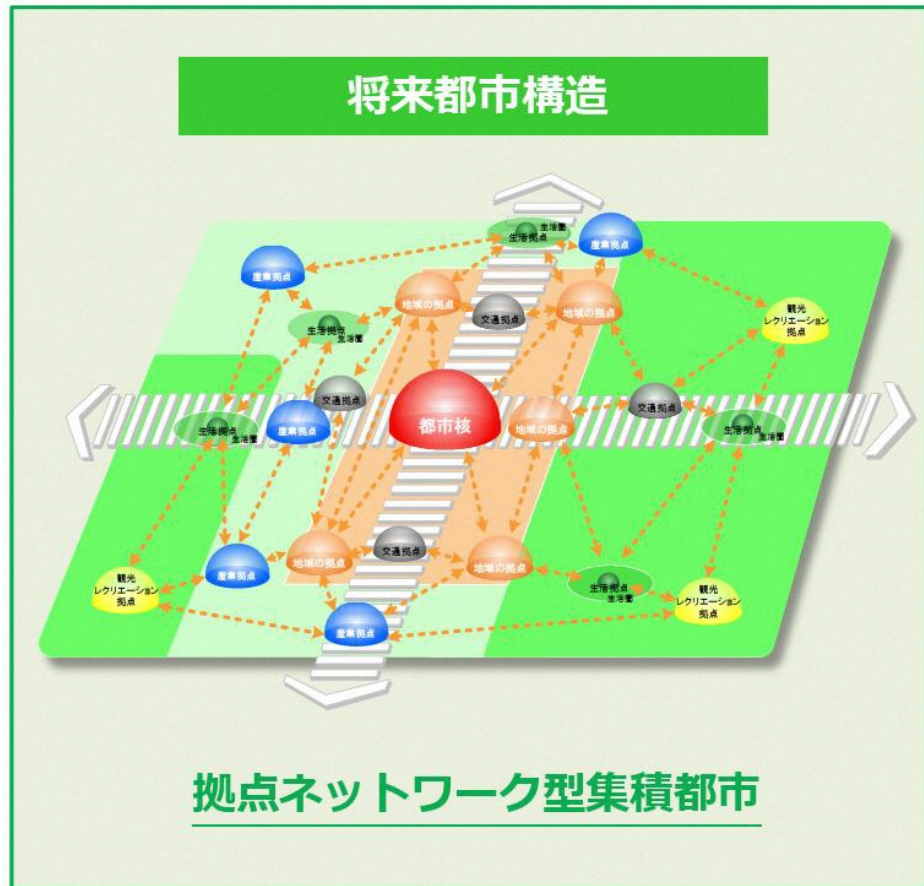 将来都市構造
生活圏
生活拠点
産業拠点
産業拠点
地域の拠点
地域の拠点
交通拠点
観光
レクリエーション
拠点
生活拠点
生活圏
交通拠点
交通拠点
都市核
地域の拠点
生活拠点
生活圏
産業拠点
生活拠点
生活圏
交通拠点
地域の拠点
地域の拠点
産業拠点
観光
レクリエーション
拠点
生活拠点
生活圏
観光
レクリエーション
拠点
産業拠点
拠点ネットワーク型集積都市